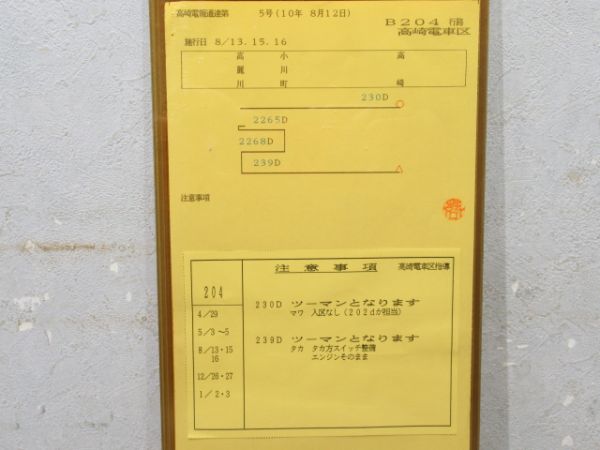 高崎電報通達第 5号(10年 8月12日)
B204 行路
高崎電車区
施行日 8/13.15.16
高麗川 小川町 高崎
230D
2265D
2268D
239D
注意事項
注意事項 高崎電車区指導
204
230D ツーマンとなります
マワ 入区なし(202dが担当)
4/29
5/3~5
239D ツーマンとなります
8/13・15
タカ タカ方スイッチ整備
16
エンジンそのまま
12/26・27
1/2・3